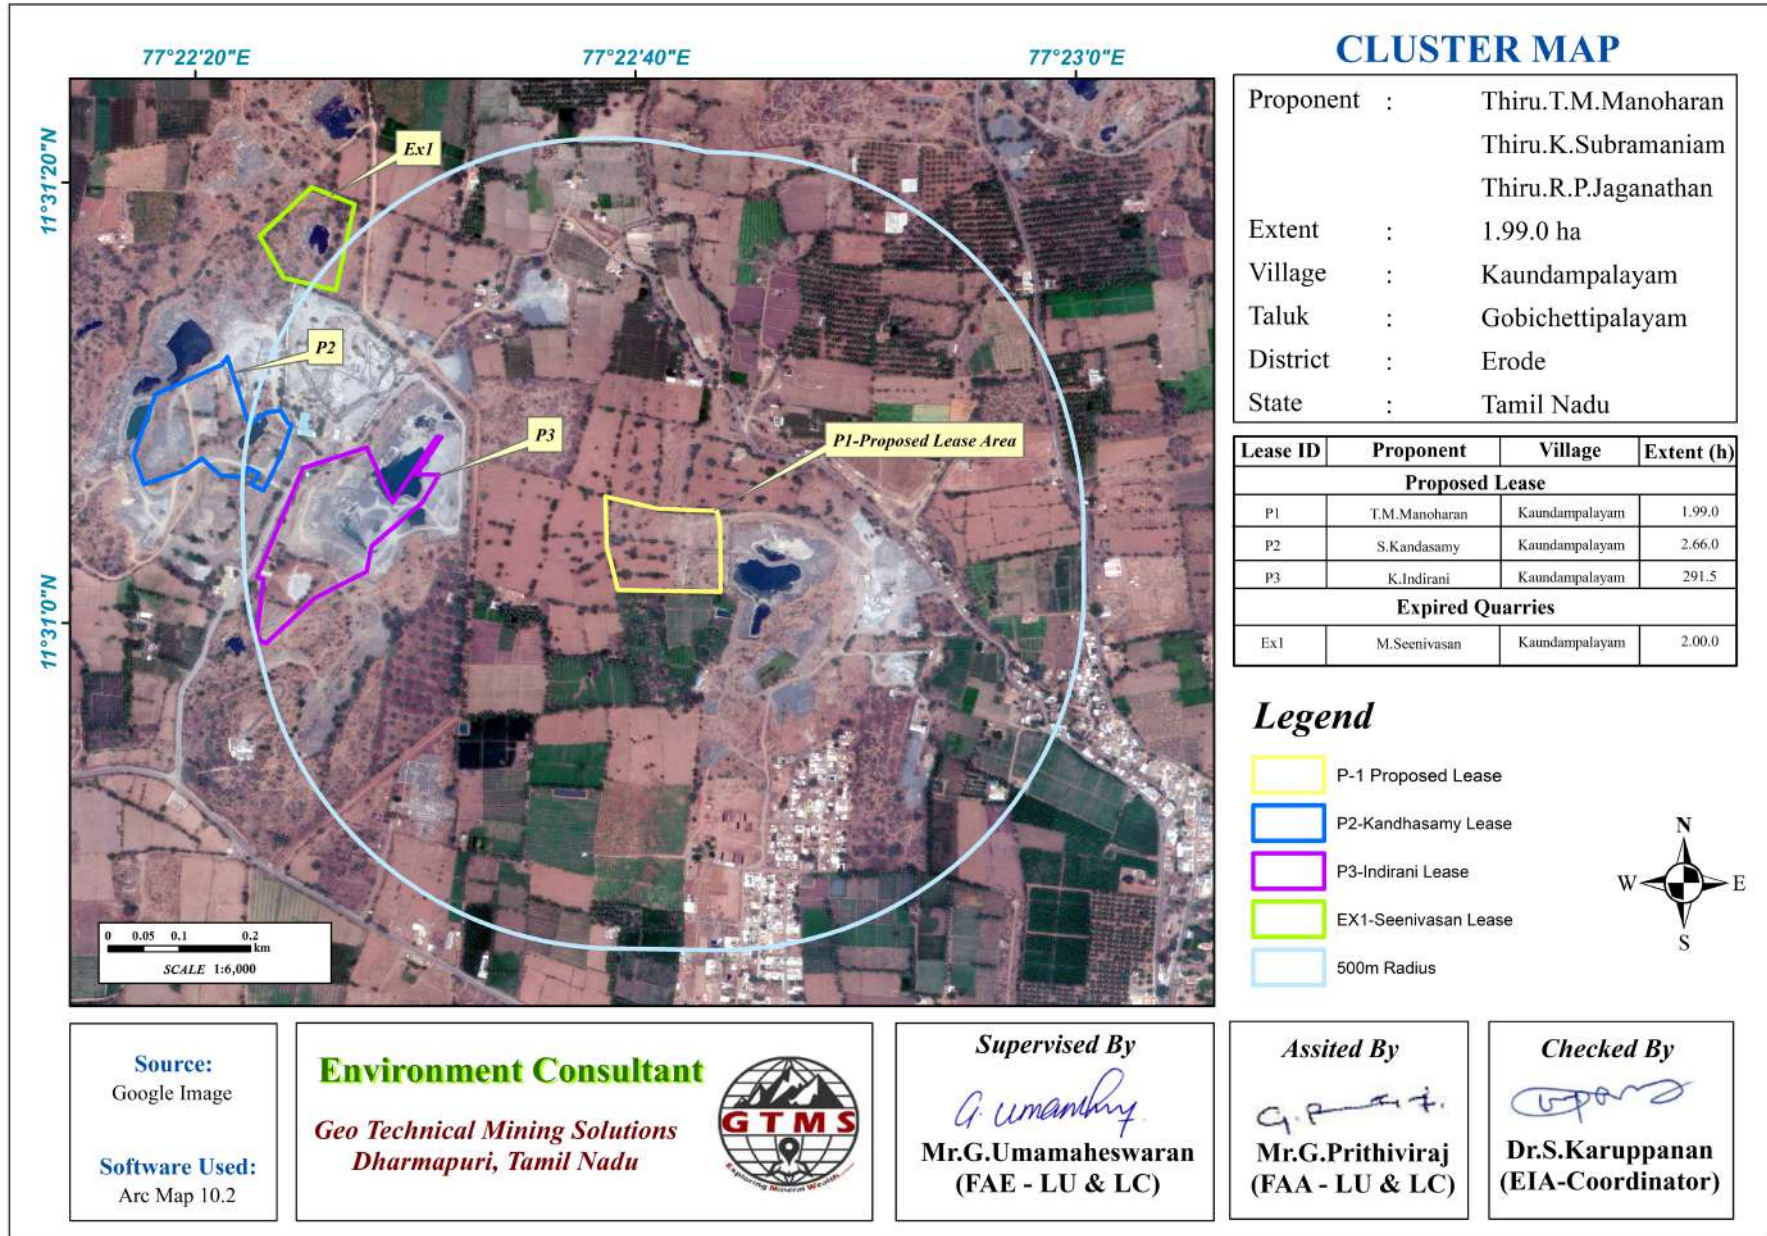 CLUSTER MAP
77°22'20"E 77°22'40"E 77°23'0"E
11°31'20"N
11°31'0"N
Ex1
P2
P3
P1-Proposed Lease Area
0 0.05 0.1 0.2
km
SCALE 1:6,000
Proponent : Thiru.T.M.Manoharan
Thiru.K.Subramaniam
Thiru.R.P.Jaganathan
Extent : 1.99.0 ha
Village : Kaundampalayam
Taluk : Gobichettipalayam
District : Erode
State : Tamil Nadu
Lease ID Proponent Village Extent (h)
Proposed Lease
P1 T.M.Manoharan Kaundampalayam 1.99.0
P2 S.Kandasamy Kaundampalayam 2.66.0
P3 K.Indirani Kaundampalayam 291.5
Expired Quarries
Ex1 M.Seenivasan Kaundampalayam 2.00.0
Legend
P-1 Proposed Lease
P2-Kandhasamy Lease
P3-Indirani Lease
EX1-Seenivasan Lease
500m Radius
N
W E
S
Source:
Google Image
Software Used:
Arc Map 10.2
Environment Consultant
Geo Technical Mining Solutions
Dharmapuri, Tamil Nadu
GTMS
Exploring Mineral Wealth......
Supervised By
Mr.G.Umamaheswaran
(FAE - LU & LC)
Assited By
Mr.G.Prithiviraj
(FAA - LU & LC)
Checked By
Dr.S.Karuppanan
(EIA-Coordinator)